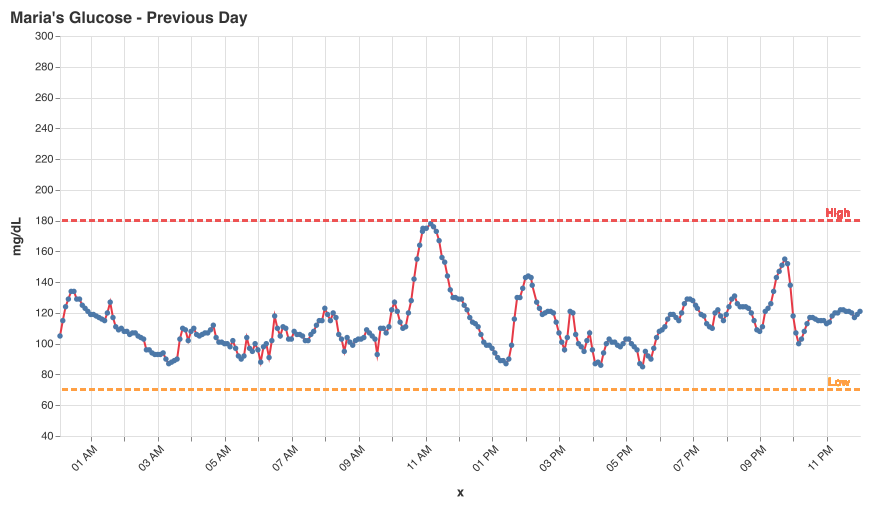 Maria's Glucose - Previous Day
300
280
260
240
220
200
180
160
140
120
100
80
60
40
mg/dL
High
Low
01 AM
03 AM
05 AM
07 AM
09 AM
11 AM
01 PM
03 PM
05 PM
07 PM
09 PM
11 PM
x